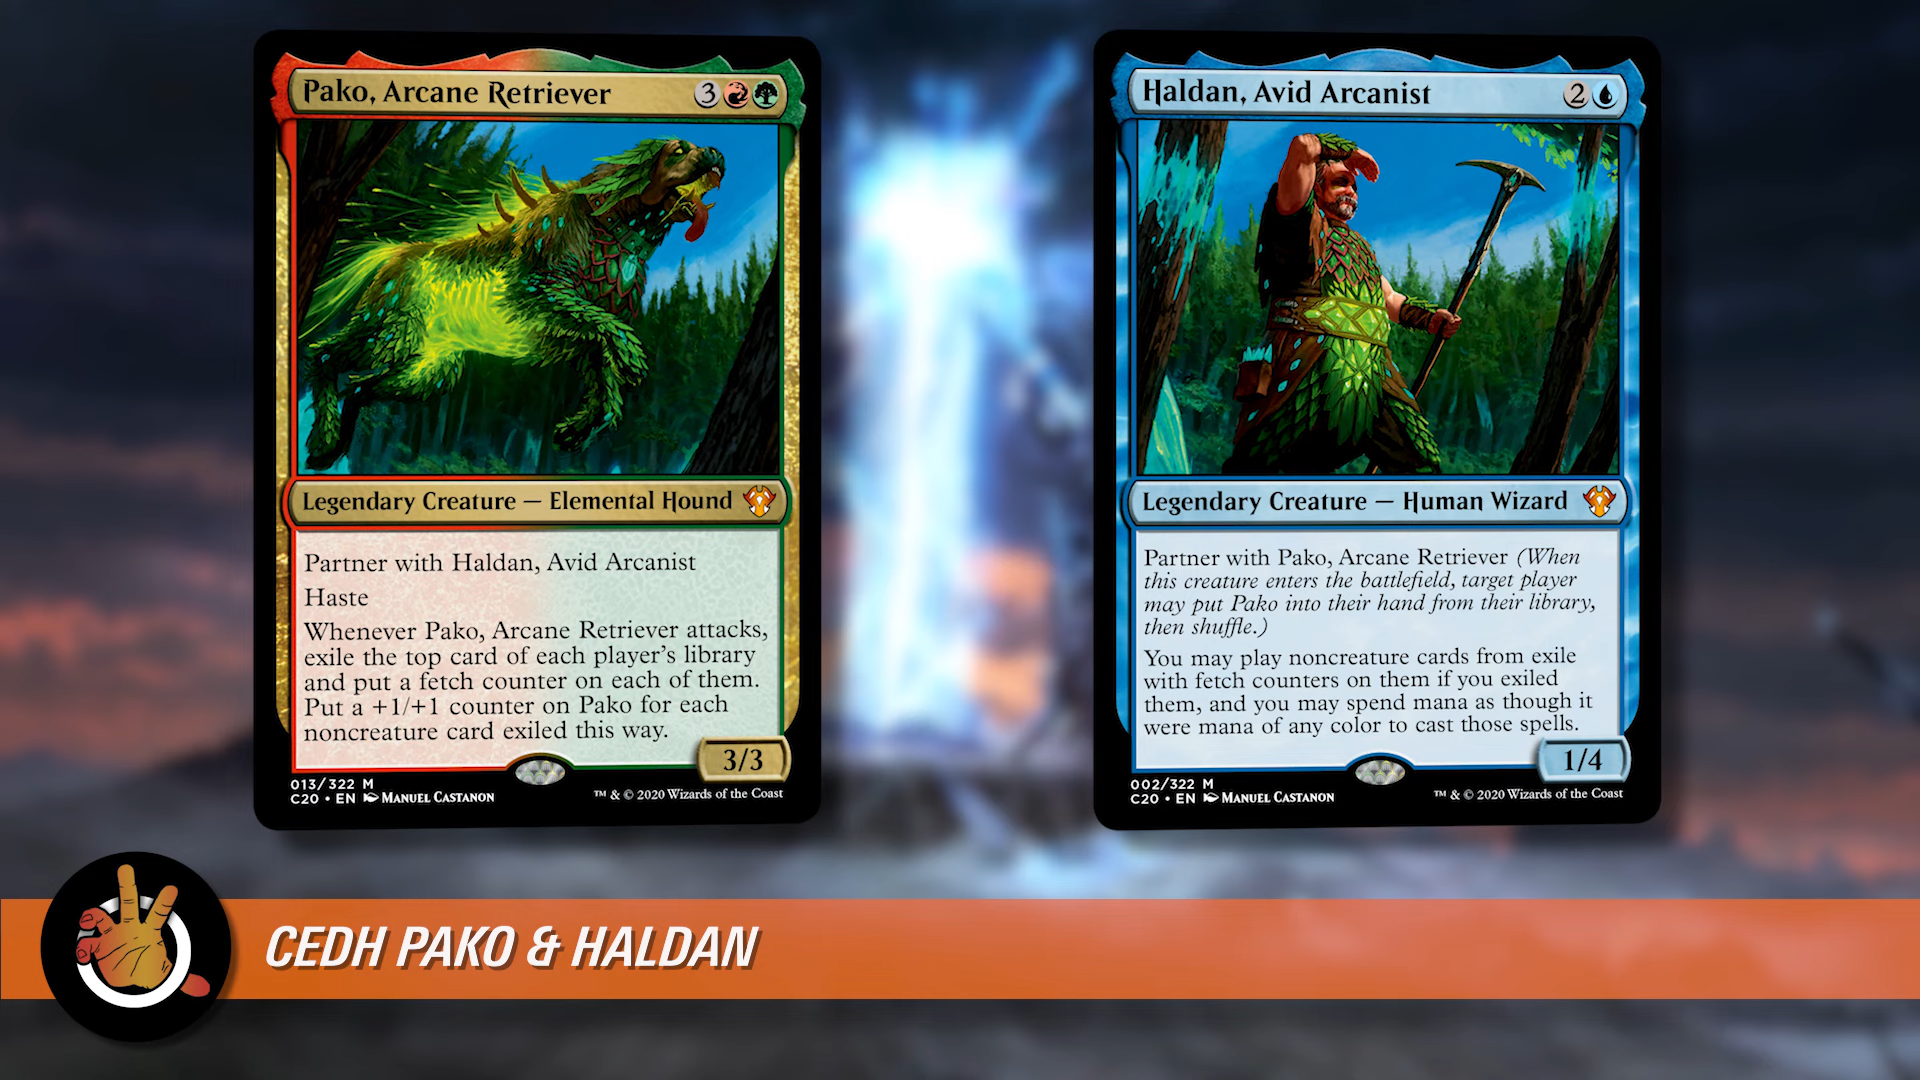 Pako, Arcane Retriever 3
Legendary Creature — Elemental Hound
Partner with Haldan, Avid Arcanist
Haste
Whenever Pako, Arcane Retriever attacks,
exile the top card of each player's library
and put a fetch counter on each of them.
Put a +1/+1 counter on Pako for each
noncreature card exiled this way.
3/3
013/322 M
C20 • EN Manuel Castanon
™ & © 2020 Wizards of the Coast
Haldan, Avid Arcanist 2
Legendary Creature — Human Wizard
Partner with Pako, Arcane Retriever (When
this creature enters the battlefield, target player
may put Pako into their hand from their library,
then shuffle.)
You may play noncreature cards from exile
with fetch counters on them if you exiled
them, and you may spend mana as though it
were mana of any color to cast those spells.
1/4
002/322 M
C20 • EN Manuel Castanon
™ & © 2020 Wizards of the Coast
CEDH PAKO & HALDAN